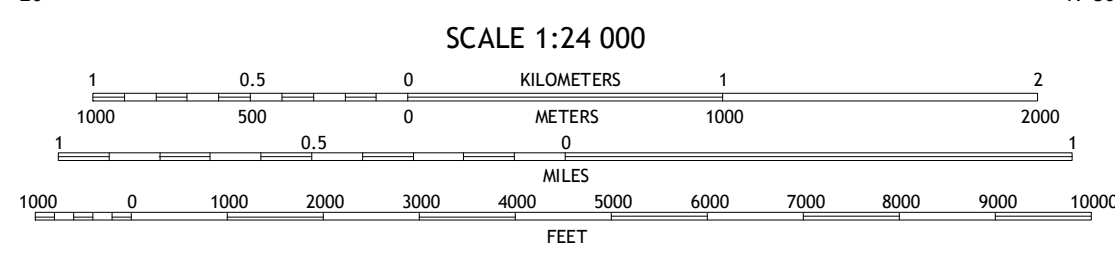 SCALE 1:24 000
1 0.5 0 KILOMETERS 1 2
1000 500 0 METERS 1000 2000
1 0.5 0 1
MILES
1000 0 1000 2000 3000 4000 5000 6000 7000 8000 9000 10000
FEET